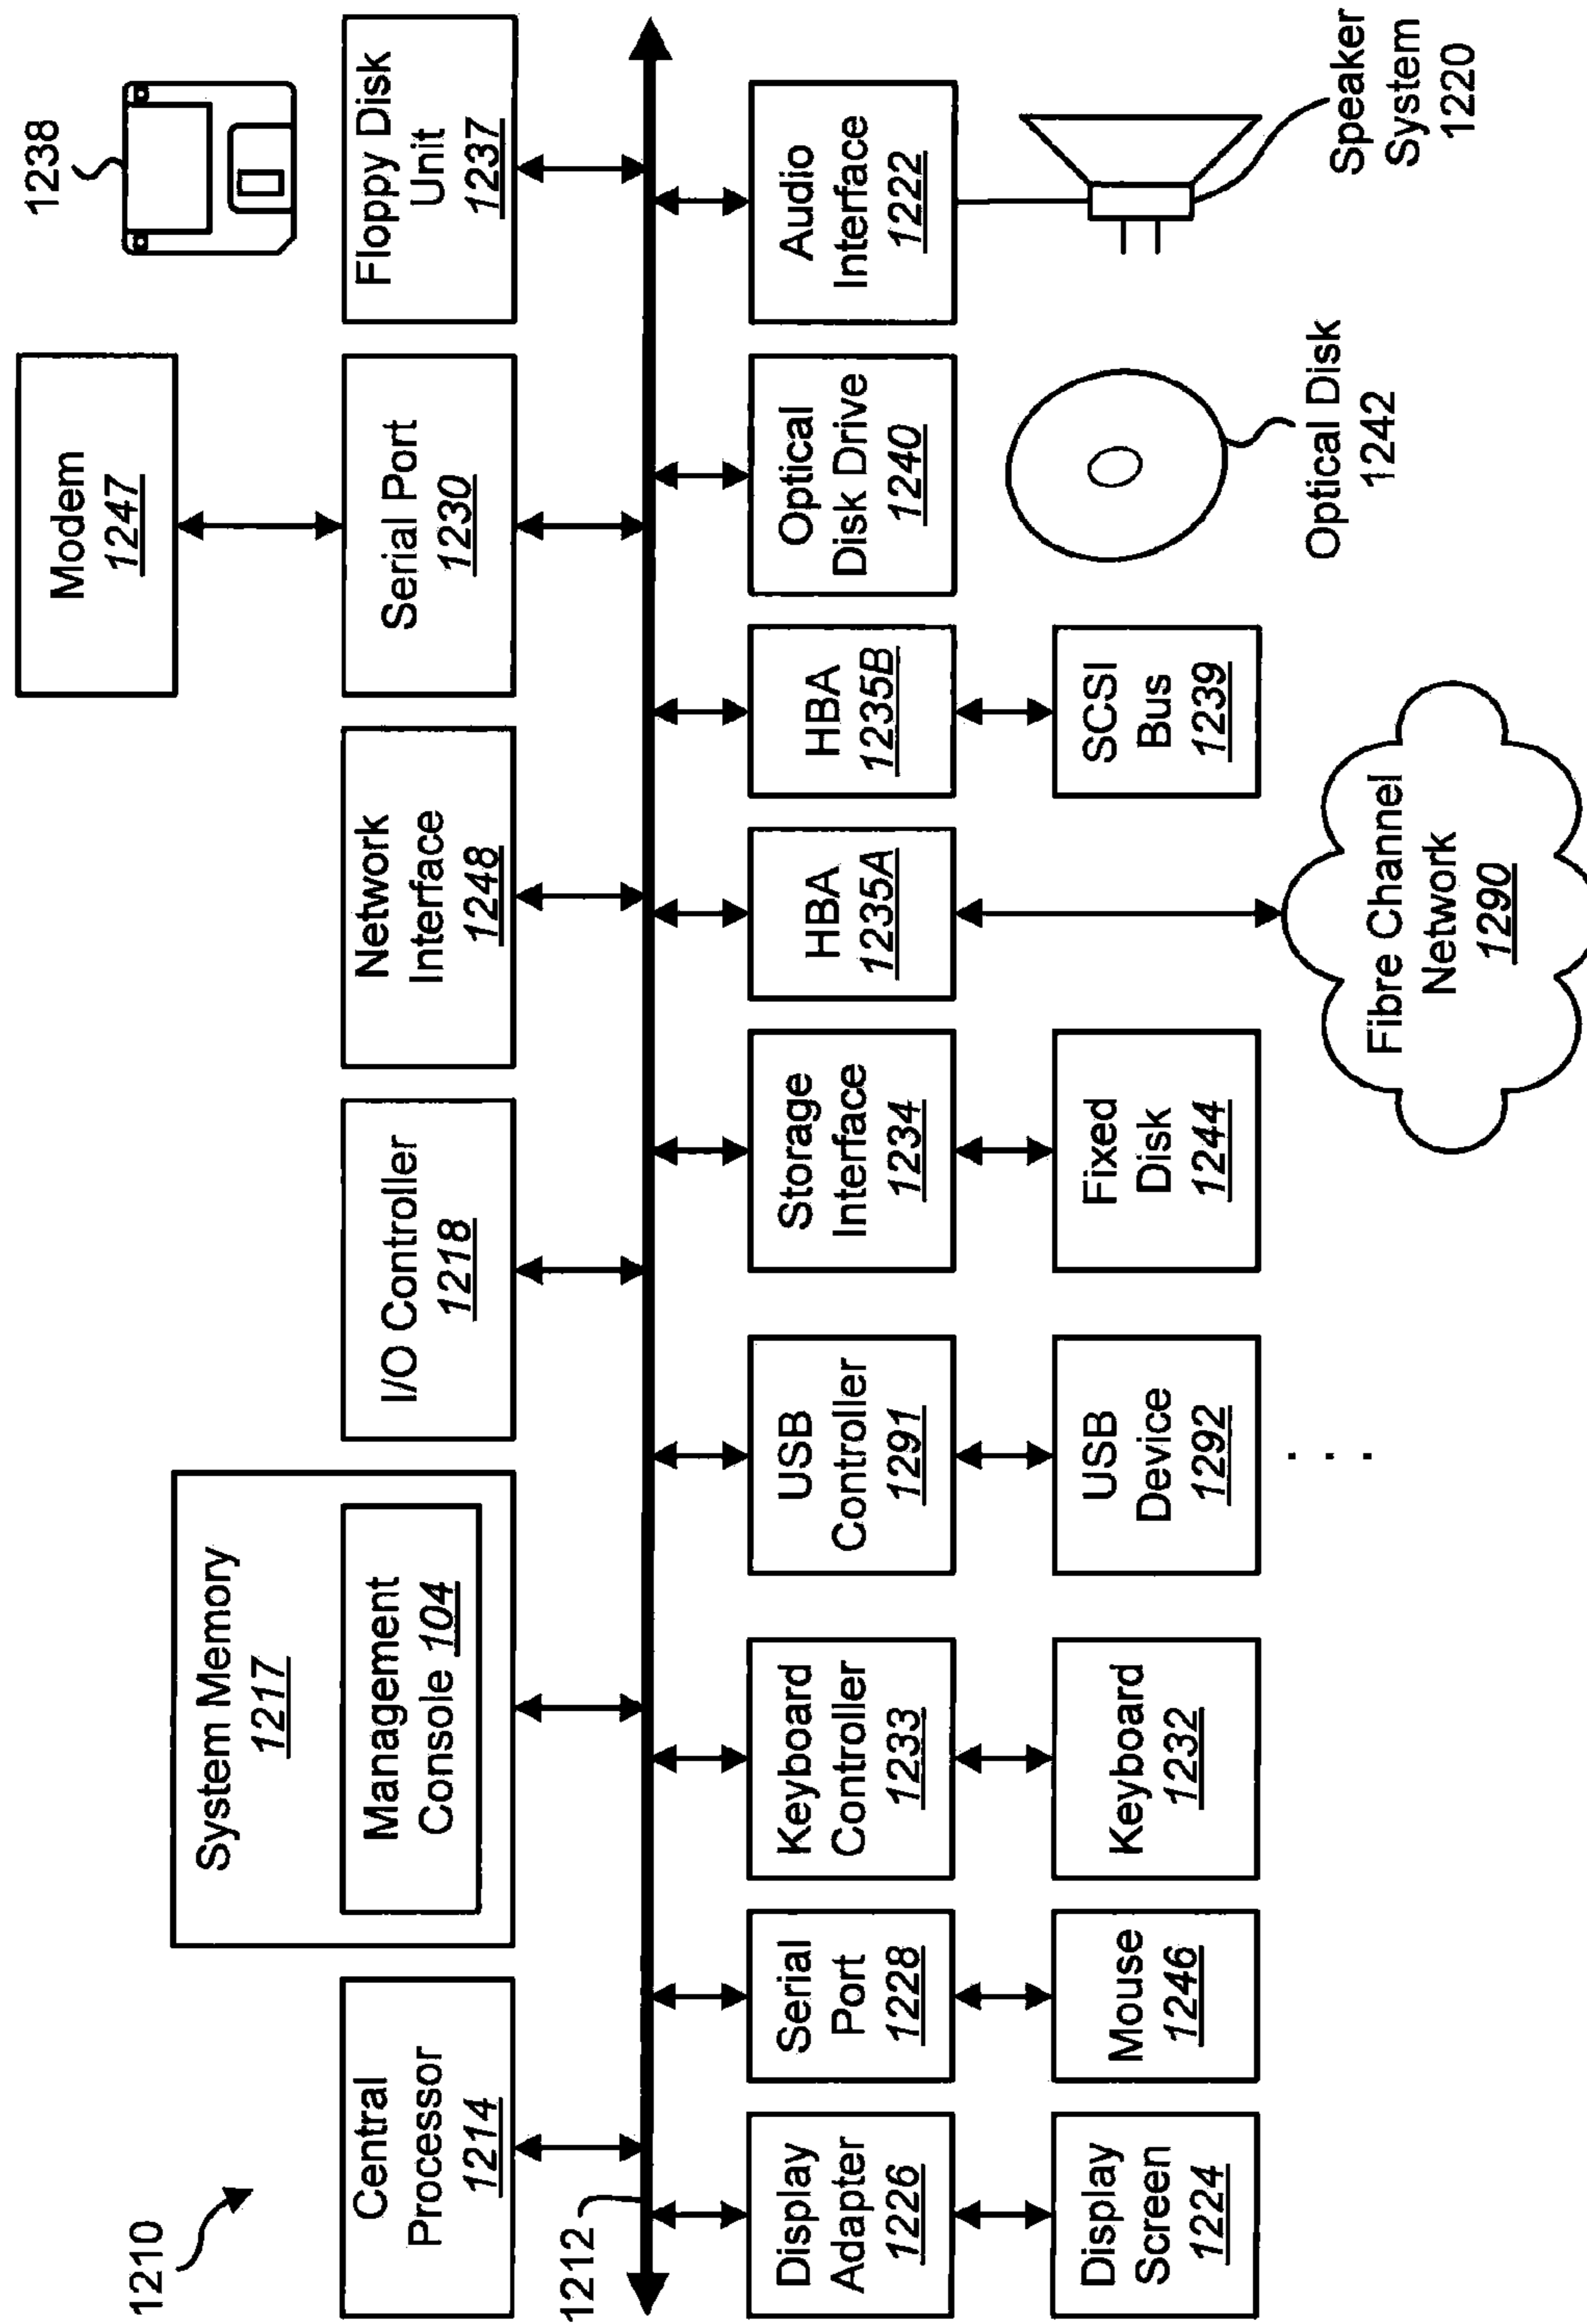 1210
Central
Processor
1214
System Memory
1217
Management
Console 104
I/O Controller
1218
Network
Interface
1248
Modem
1247
Serial Port
1230
1238
Floppy Disk
Unit
1237
1212
Display
Adapter
1226
Serial
Port
1228
Keyboard
Controller
1233
USB
Controller
1291
Storage
Interface
1234
HBA
1235A
HBA
1235B
Optical
Disk Drive
1240
Audio
Interface
1222
Display
Screen
1224
Mouse
1246
Keyboard
1232
USB
Device
1292
. . .
Fixed
Disk
1244
Fibre Channel
Network
1290
SCSI
Bus
1239
Optical Disk
1242
Speaker
System
1220